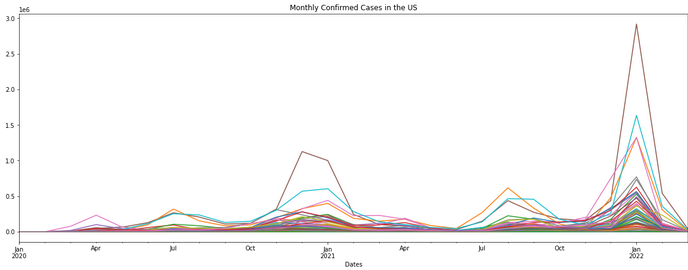 Monthly Confirmed Cases in the US
1e6
3.0
2.5
2.0
1.5
1.0
0.5
0.0
Jan Apr Jul Oct Jan Apr Jul Oct Jan
2020 2021 2022
Dates